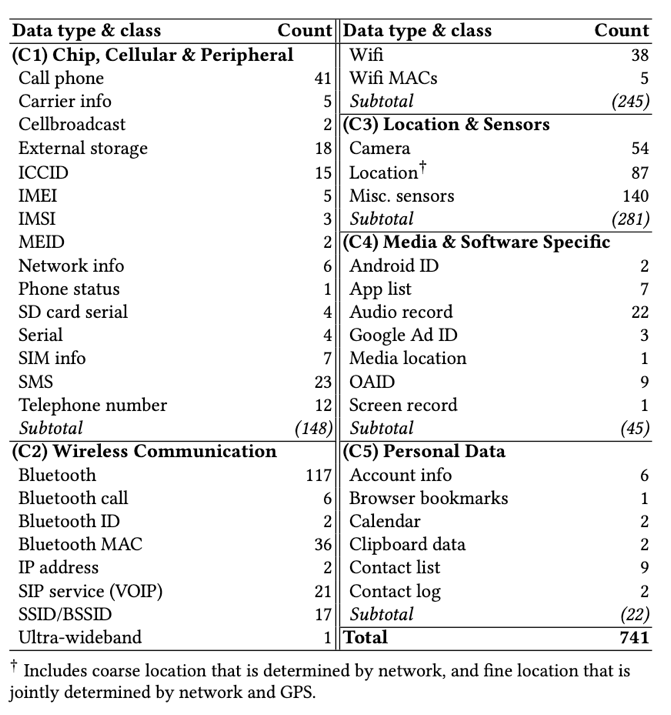 Data type & class Count
(C1) Chip, Cellular & Peripheral
Call phone 41
Carrier info 5
Cellbroadcast 2
External storage 18
ICCID 15
IMEI 5
IMSI 3
MEID 2
Network info 6
Phone status 1
SD card serial 4
Serial 4
SIM info 7
SMS 23
Telephone number 12
Subtotal (148)
(C2) Wireless Communication
Bluetooth 117
Bluetooth call 6
Bluetooth ID 2
Bluetooth MAC 36
IP address 2
SIP service (VOIP) 21
SSID/BSSID 17
Ultra-wideband 1
Data type & class Count
Wifi 38
Wifi MACs 5
Subtotal (245)
(C3) Location & Sensors
Camera 54
Location† 87
Misc. sensors 140
Subtotal (281)
(C4) Media & Software Specific
Android ID 2
App list 7
Audio record 22
Google Ad ID 3
Media location 1
OAID 9
Screen record 1
Subtotal (45)
(C5) Personal Data
Account info 6
Browser bookmarks 1
Calendar 2
Clipboard data 2
Contact list 9
Contact log 2
Subtotal (22)
Total 741
† Includes coarse location that is determined by network, and fine location that is
jointly determined by network and GPS.